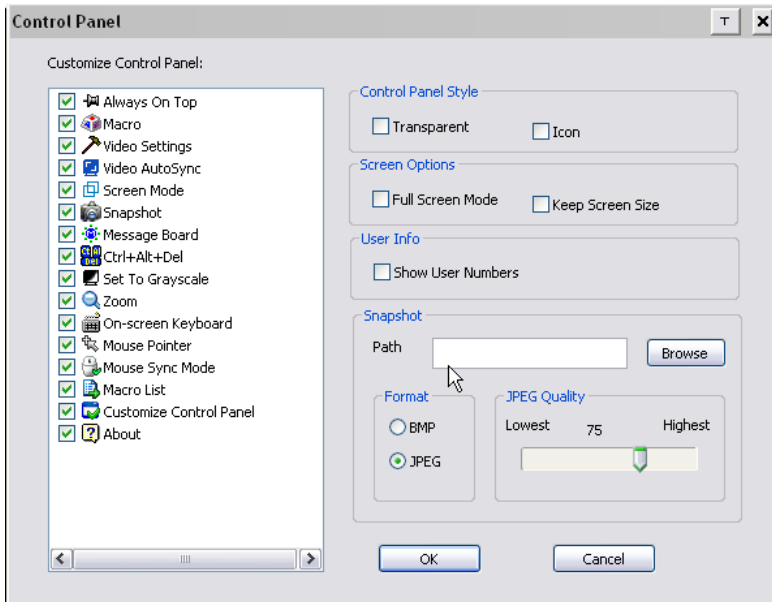 Control Panel
T
X
Customize Control Panel:
Always On Top
Macro
Video Settings
Video AutoSync
Screen Mode
Snapshot
Message Board
Ctrl+Alt+Del
Set To Grayscale
Zoom
On-screen Keyboard
Mouse Pointer
Mouse Sync Mode
Macro List
Customize Control Panel
About
Control Panel Style
Transparent
Icon
Screen Options
Full Screen Mode
Keep Screen Size
User Info
Show User Numbers
Snapshot
Path
Browse
Format
BMP
JPEG
JPEG Quality
Lowest 75 Highest
OK
Cancel